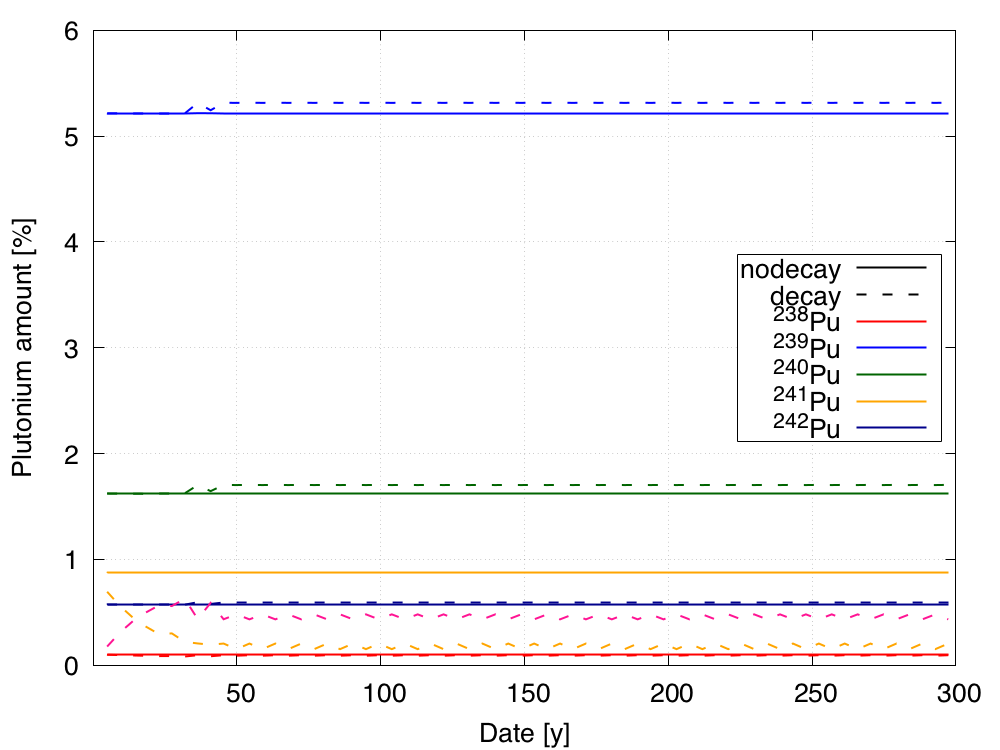 6
5
4
3
2
1
0
Plutonium amount [%]
nodecay
decay
²³⁸Pu
²³⁹Pu
²⁴⁰Pu
²⁴¹Pu
²⁴²Pu
50 100 150 200 250 300
Date [y]